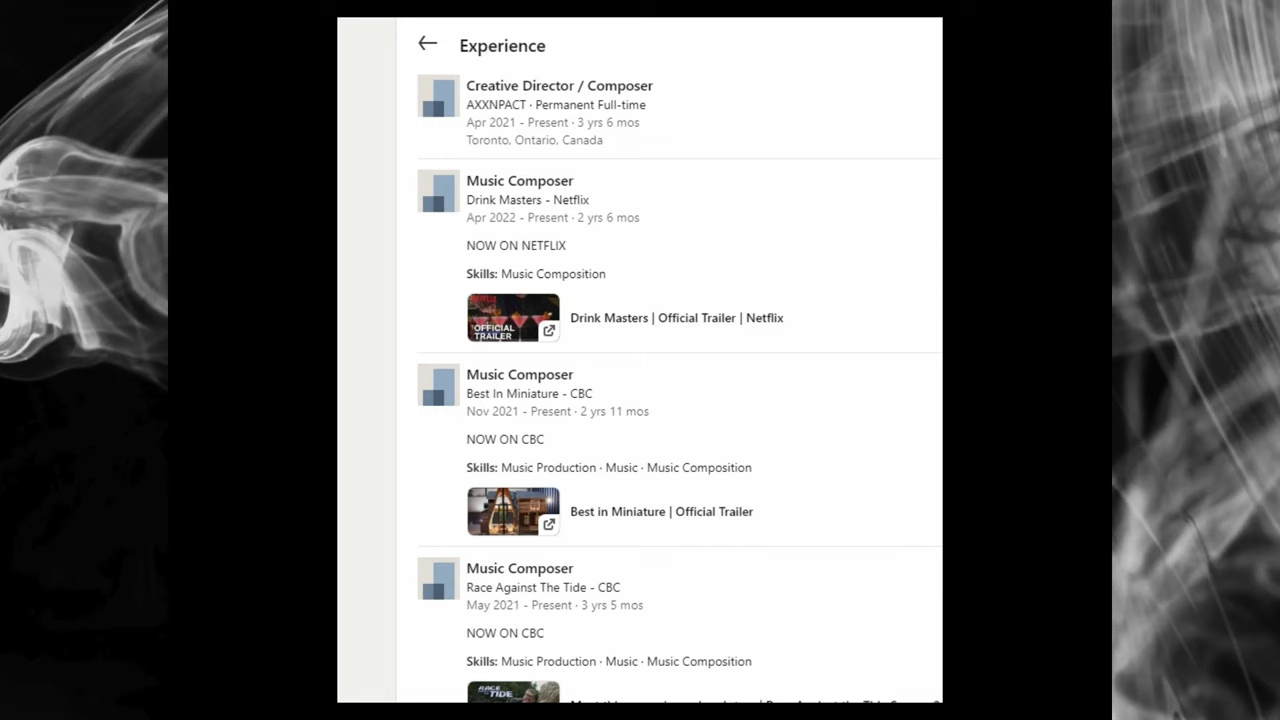 Experience
Creative Director / Composer
AXXNPACT · Permanent Full-time
Apr 2021 - Present · 3 yrs 6 mos
Toronto, Ontario, Canada
Music Composer
Drink Masters - Netflix
Apr 2022 - Present · 2 yrs 6 mos
NOW ON NETFLIX
Skills: Music Composition
NETFLIX
OFFICIAL
TRAILER
Drink Masters | Official Trailer | Netflix
Music Composer
Best In Miniature - CBC
Nov 2021 - Present · 2 yrs 11 mos
NOW ON CBC
Skills: Music Production · Music · Music Composition
Best in Miniature | Official Trailer
Music Composer
Race Against The Tide - CBC
May 2021 - Present · 3 yrs 5 mos
NOW ON CBC
Skills: Music Production · Music · Music Composition
RACE
TIDE